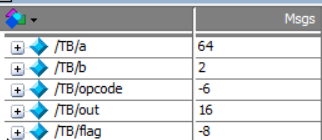 Msgs
/TB/a 64
/TB/b 2
/TB/opcode -6
/TB/out 16
/TB/flag -8